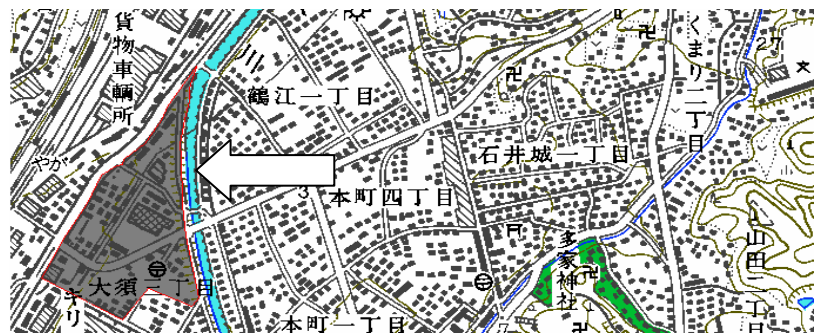 貨物車輛所
やが
鶴江一丁目
3
本町四丁目
石井城一丁目
くまり二丁目
27
大須二丁目
キリ
本町一丁目
多家神社
山田二丁目